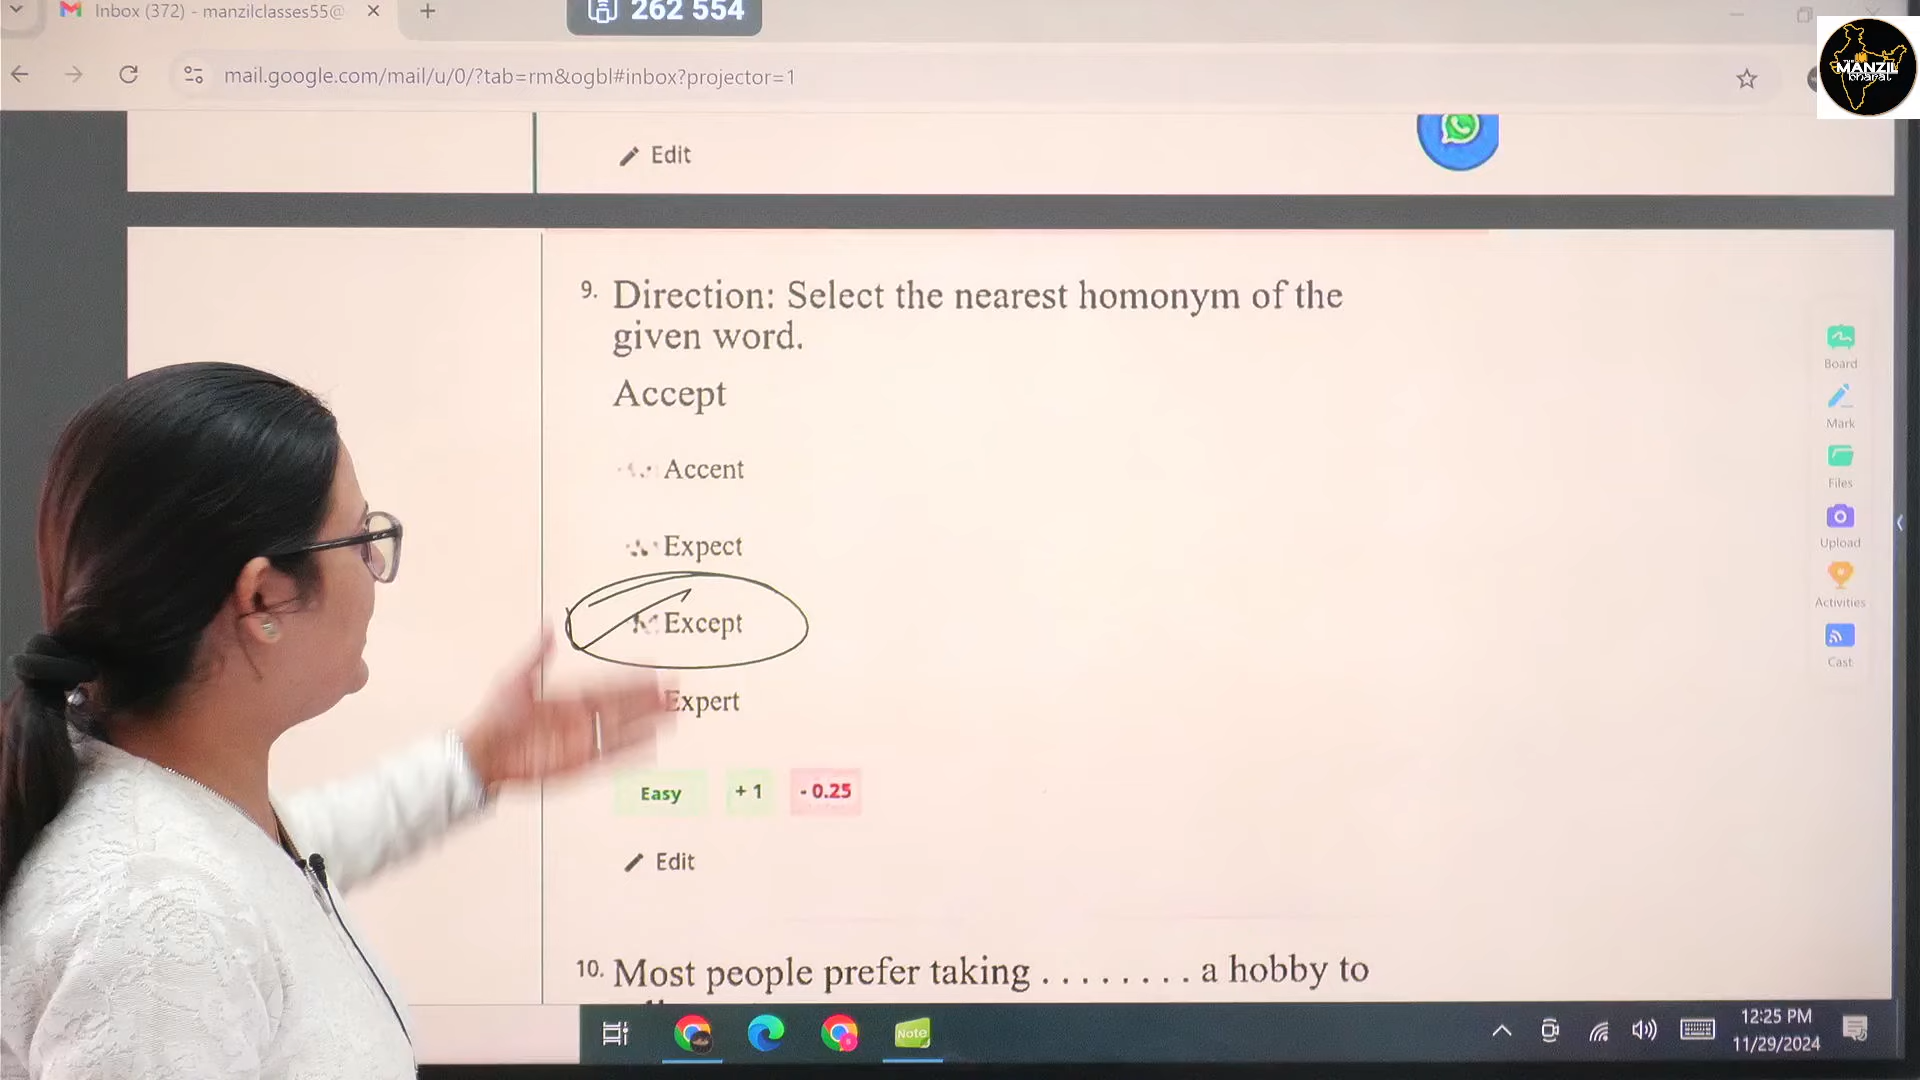 Inbox (372) - manzilclasses55@
262 554
mail.google.com/mail/u/0/?tab=rm&ogbl#inbox?projector=1
MANZIL
Edit
9. Direction: Select the nearest homonym of the
given word.
Accept
Accent
Expect
Except
Expert
Easy +1 - 0.25
Edit
10. Most people prefer taking . . . . . . . . a hobby to
Board
Mark
Files
Upload
Activities
Cast
Note
12:25 PM
11/29/2024